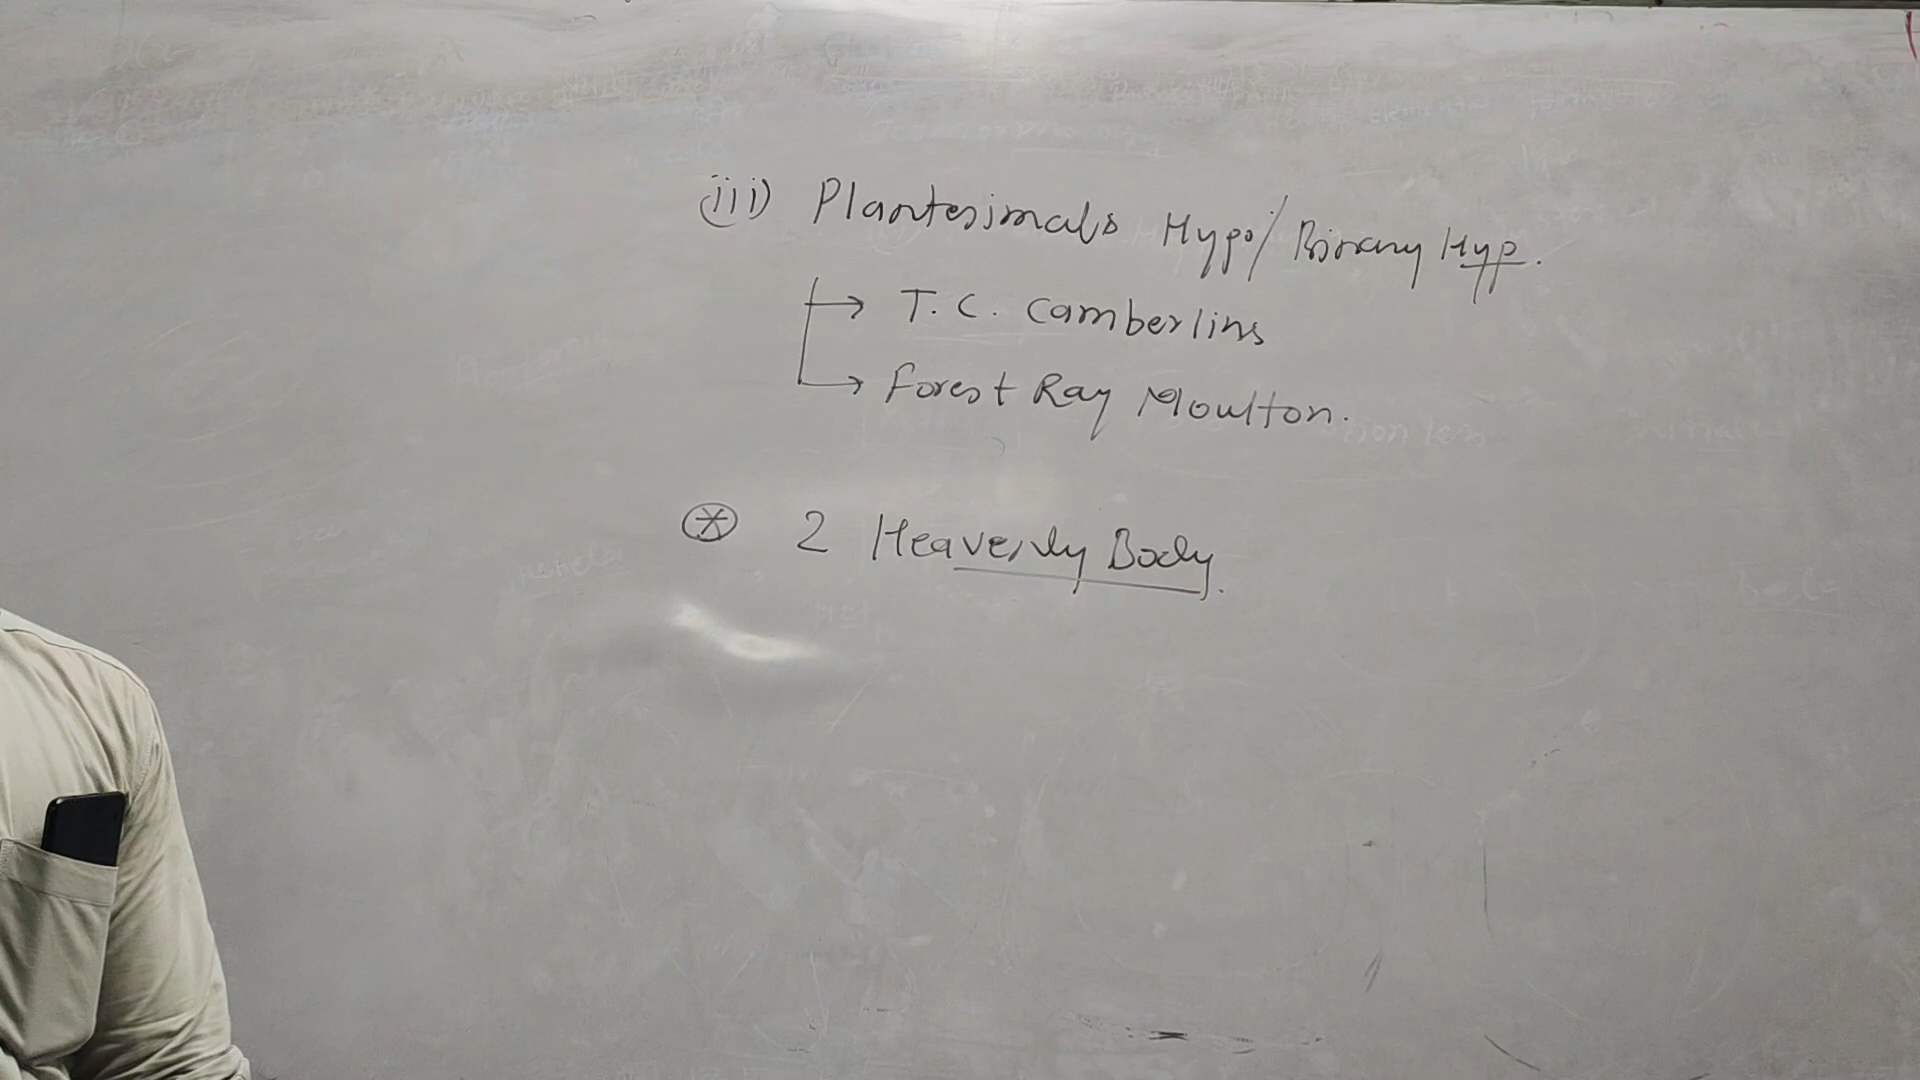 (iii) Plantesimals Hypo/Binary Hyp.
→ T.C. Camberlins
→ Forest Ray Moulton.
* 2 Heavenly Body.